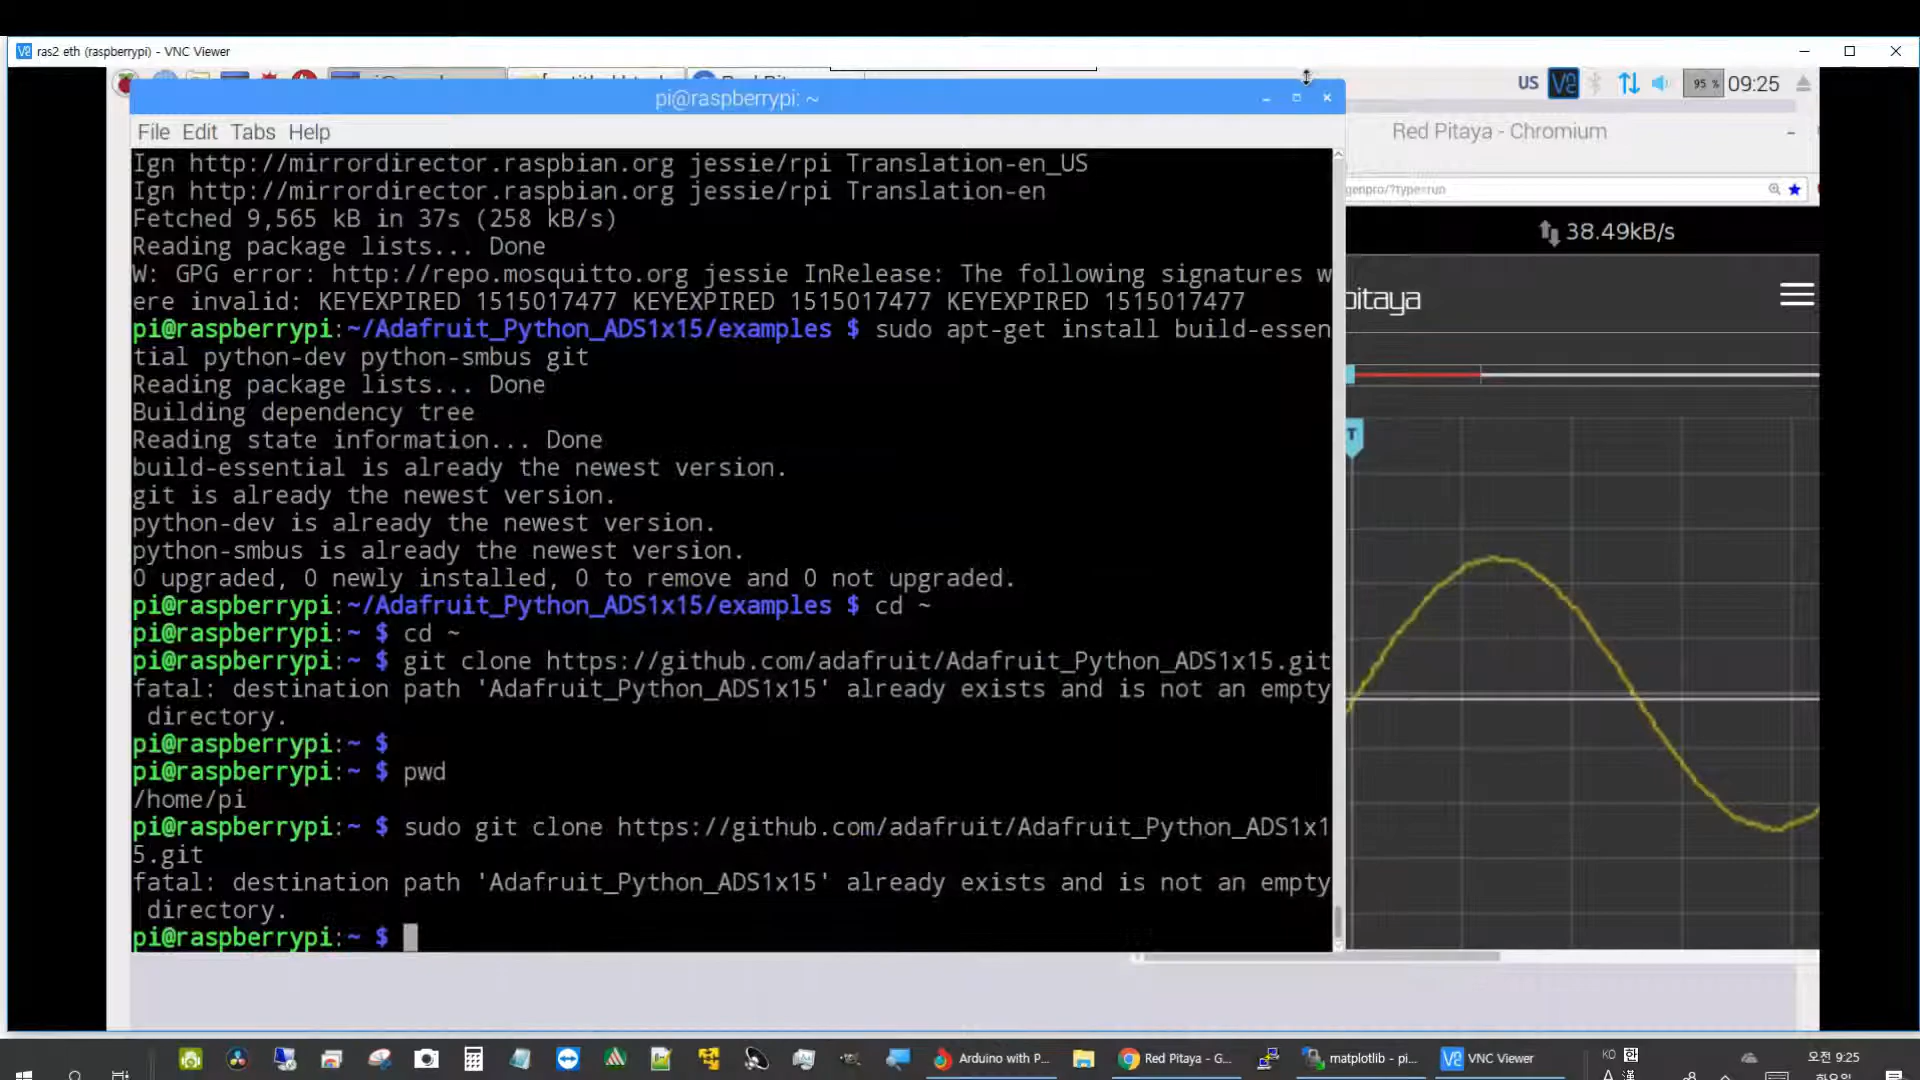 ras2 eth (raspberrypi) - VNC Viewer
US
95 %
09:25
pi@raspberrypi: ~
File Edit Tabs Help
Red Pitaya - Chromium
genpro/?type=run
38.49kB/s
pitaya
T
Ign http://mirrordirector.raspbian.org jessie/rpi Translation-en_US
Ign http://mirrordirector.raspbian.org jessie/rpi Translation-en
Fetched 9,565 kB in 37s (258 kB/s)
Reading package lists... Done
W: GPG error: http://repo.mosquitto.org jessie InRelease: The following signatures w
ere invalid: KEYEXPIRED 1515017477 KEYEXPIRED 1515017477 KEYEXPIRED 1515017477
pi@raspberrypi:~/Adafruit_Python_ADS1x15/examples $ sudo apt-get install build-essen
tial python-dev python-smbus git
Reading package lists... Done
Building dependency tree
Reading state information... Done
build-essential is already the newest version.
git is already the newest version.
python-dev is already the newest version.
python-smbus is already the newest version.
0 upgraded, 0 newly installed, 0 to remove and 0 not upgraded.
pi@raspberrypi:~/Adafruit_Python_ADS1x15/examples $ cd ~
pi@raspberrypi:~ $ cd ~
pi@raspberrypi:~ $ git clone https://github.com/adafruit/Adafruit_Python_ADS1x15.git
fatal: destination path 'Adafruit_Python_ADS1x15' already exists and is not an empty
 directory.
pi@raspberrypi:~ $
pi@raspberrypi:~ $ pwd
/home/pi
pi@raspberrypi:~ $ sudo git clone https://github.com/adafruit/Adafruit_Python_ADS1x1
5.git
fatal: destination path 'Adafruit_Python_ADS1x15' already exists and is not an empty
 directory.
pi@raspberrypi:~ $
Arduino with P...
Red Pitaya - G...
matplotlib - pi...
VNC Viewer
KO 한
A 漢
오전 9:25